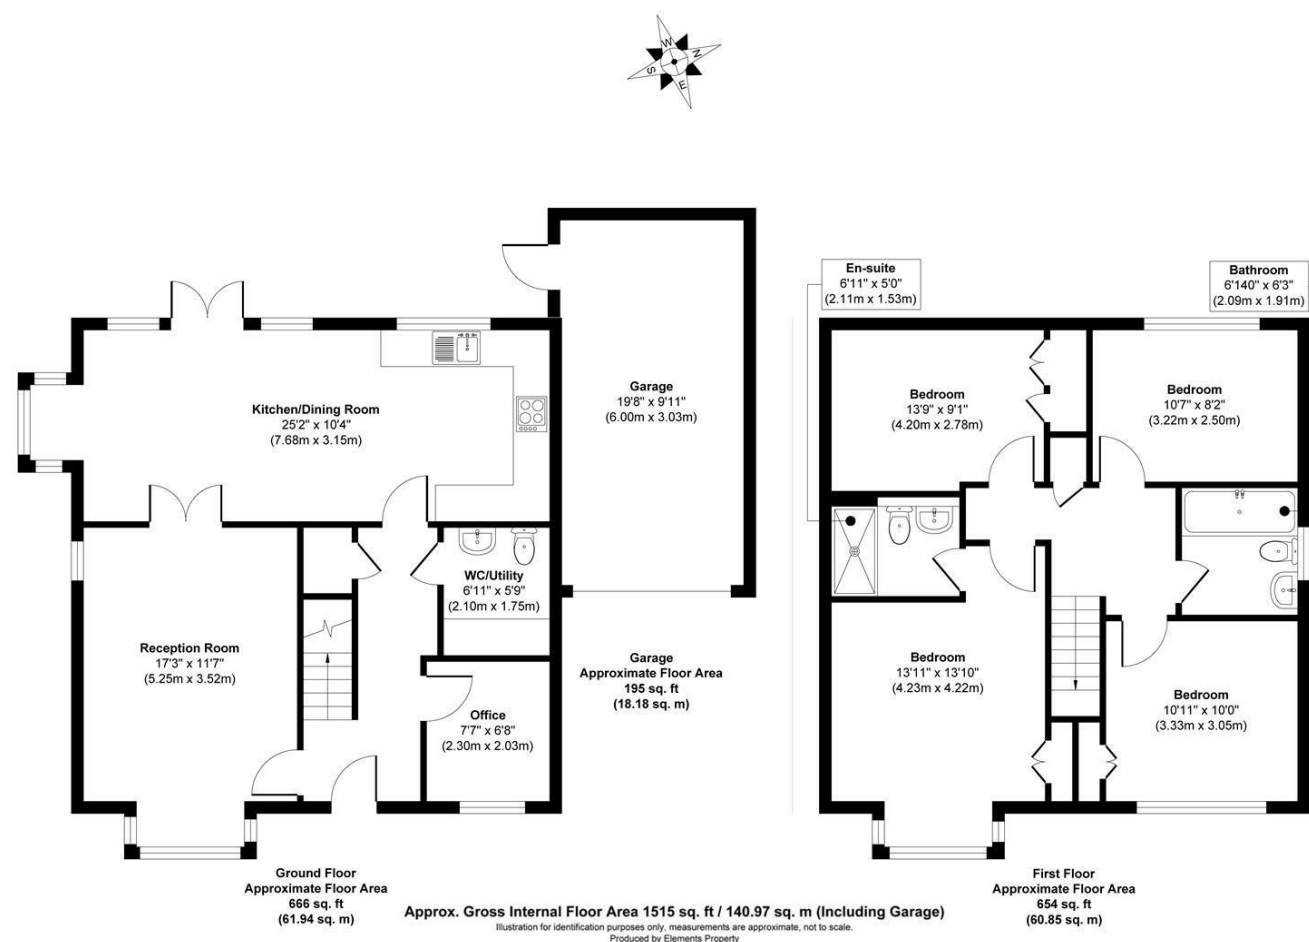 W
N
S
E
En-suite
6'11" x 5'0"
(2.11m x 1.53m)
Bathroom
6'140" x 6'3"
(2.09m x 1.91m)
Garage
19'8" x 9'11"
(6.00m x 3.03m)
Kitchen/Dining Room
25'2" x 10'4"
(7.68m x 3.15m)
Bedroom
13'9" x 9'1"
(4.20m x 2.78m)
Bedroom
10'7" x 8'2"
(3.22m x 2.50m)
WC/Utility
6'11" x 5'9"
(2.10m x 1.75m)
Reception Room
17'3" x 11'7"
(5.25m x 3.52m)
Garage
Approximate Floor Area
195 sq. ft
(18.18 sq. m)
Office
7'7" x 6'8"
(2.30m x 2.03m)
Bedroom
13'11" x 13'10"
(4.23m x 4.22m)
Bedroom
10'11" x 10'0"
(3.33m x 3.05m)
Ground Floor
Approximate Floor Area
666 sq. ft
(61.94 sq. m)
First Floor
Approximate Floor Area
654 sq. ft
(60.85 sq. m)
Approx. Gross Internal Floor Area 1515 sq. ft / 140.97 sq. m (Including Garage)
Illustration for identification purposes only, measurements are approximate, not to scale.
Produced by Elements Property